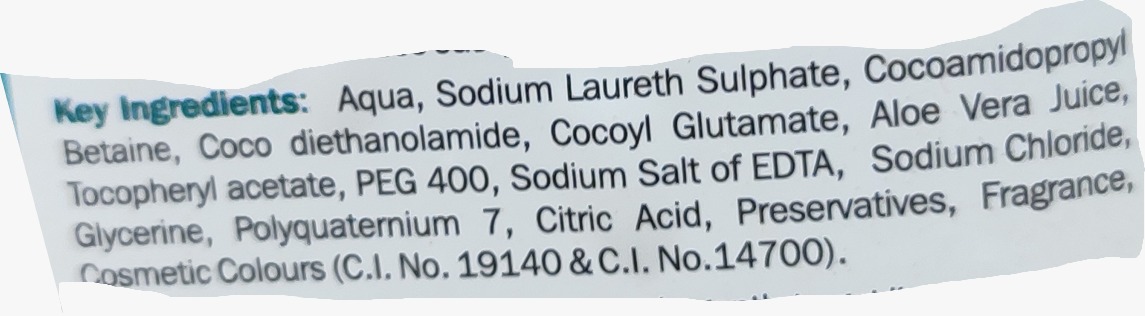 Key Ingredients: Aqua, Sodium Laureth Sulphate, Cocoamidopropyl
Betaine, Coco diethanolamide, Cocoyl Glutamate, Aloe Vera Juice,
Tocopheryl acetate, PEG 400, Sodium Salt of EDTA, Sodium Chloride,
Glycerine, Polyquaternium 7, Citric Acid, Preservatives, Fragrance,
Cosmetic Colours (C.I. No. 19140 & C.I. No.14700).